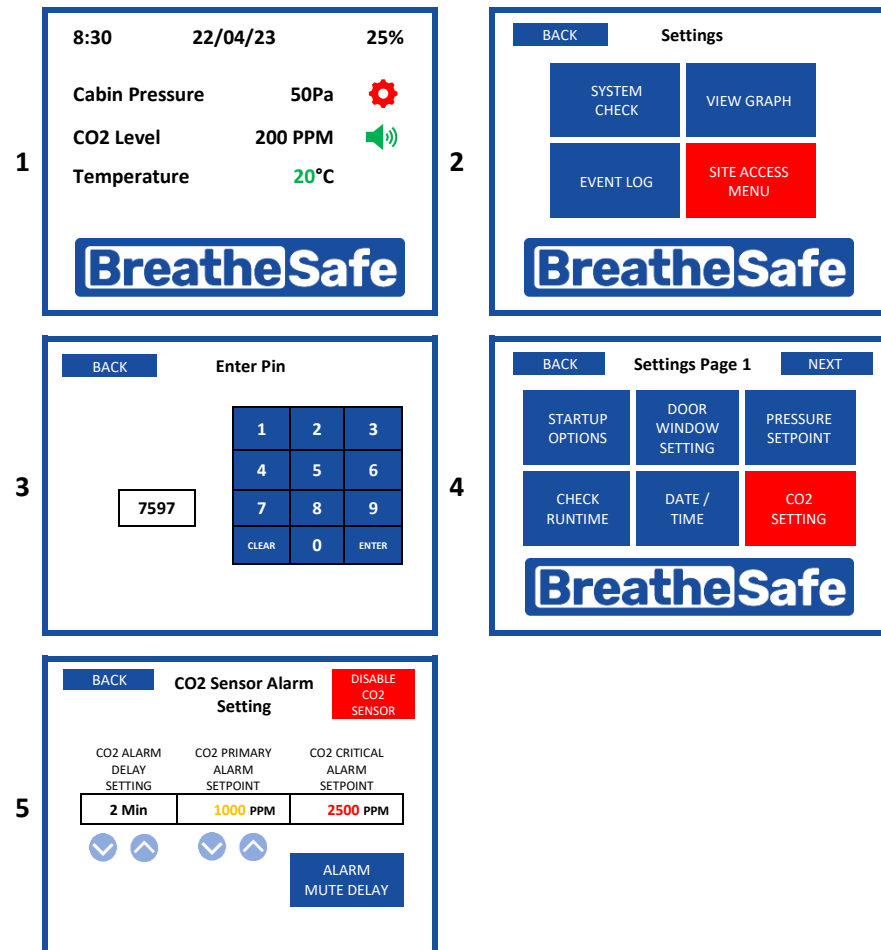 1
8:30 22/04/23 25%
Cabin Pressure 50Pa
CO2 Level 200 PPM
Temperature 20°C
BreatheSafe
2
BACK Settings
SYSTEM
CHECK
VIEW GRAPH
EVENT LOG
SITE ACCESS
MENU
BreatheSafe
3
BACK Enter Pin
7597
1 2 3
4 5 6
7 8 9
CLEAR 0 ENTER
4
BACK Settings Page 1 NEXT
STARTUP
OPTIONS
DOOR
WINDOW
SETTING
PRESSURE
SETPOINT
CHECK
RUNTIME
DATE /
TIME
CO2
SETTING
BreatheSafe
5
BACK
CO2 Sensor Alarm
Setting
DISABLE
CO2
SENSOR
CO2 ALARM
DELAY
SETTING
CO2 PRIMARY
ALARM
SETPOINT
CO2 CRITICAL
ALARM
SETPOINT
2 Min 1000 PPM 2500 PPM
ALARM
MUTE DELAY